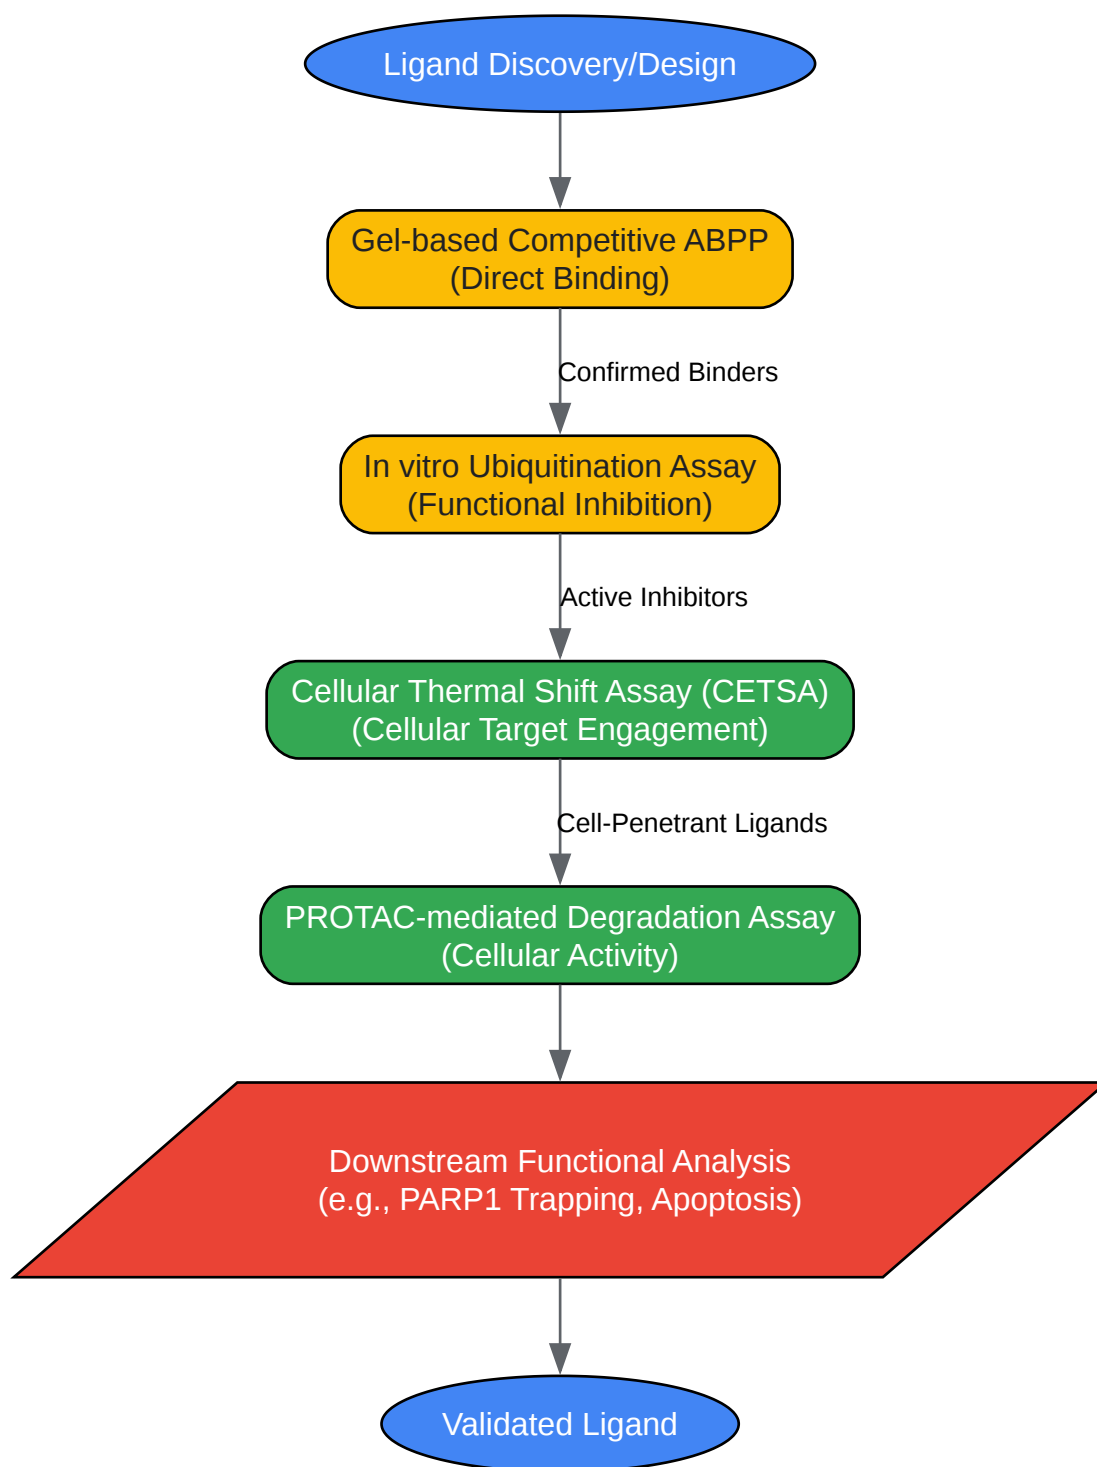 Ligand Discovery/Design
Gel-based Competitive ABPP
(Direct Binding)
Confirmed Binders
In vitro Ubiquitination Assay
(Functional Inhibition)
Active Inhibitors
Cellular Thermal Shift Assay (CETSA)
(Cellular Target Engagement)
Cell-Penetrant Ligands
PROTAC-mediated Degradation Assay
(Cellular Activity)
Downstream Functional Analysis
(e.g., PARP1 Trapping, Apoptosis)
Validated Ligand